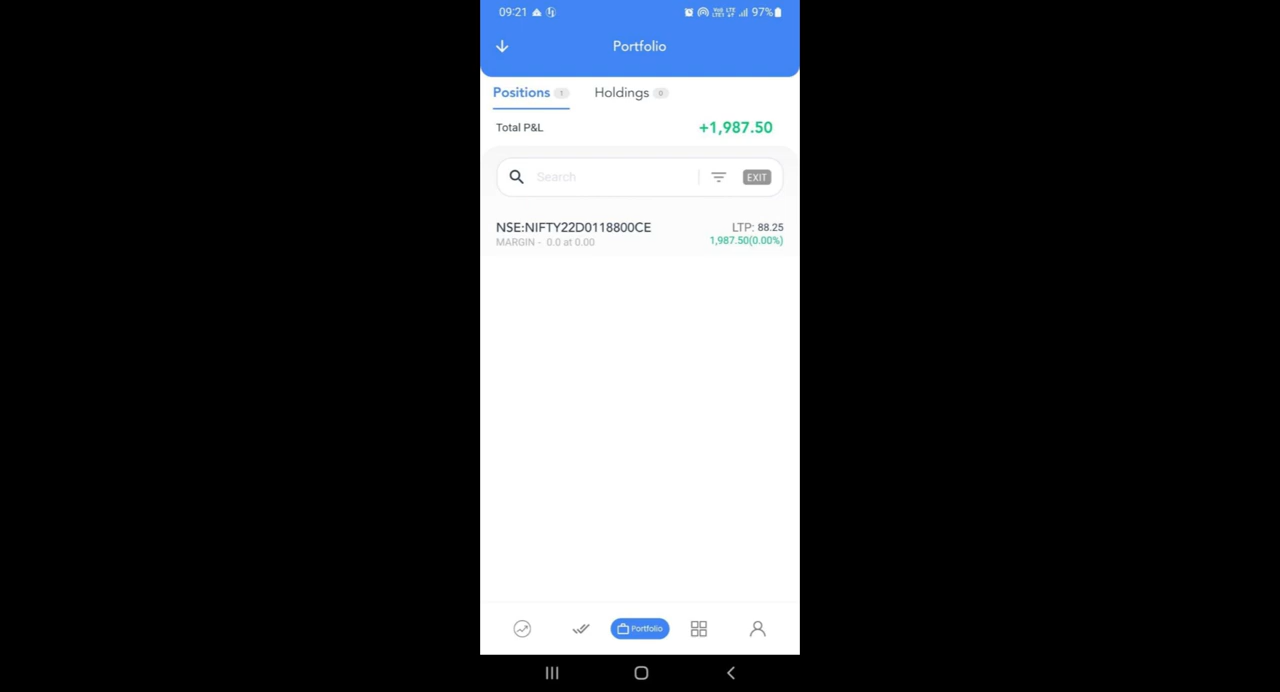 09:21 97%
Portfolio
Positions 1 Holdings 0
Total P&L +1,987.50
Search EXIT
NSE:NIFTY22D0118800CE LTP: 88.25
MARGIN - 0.0 at 0.00 1,987.50(0.00%)
Portfolio